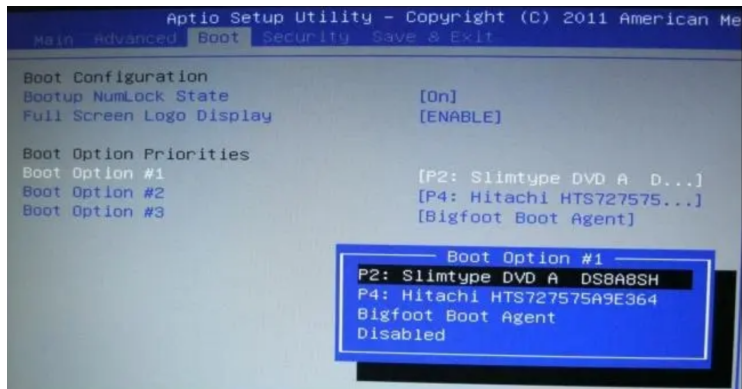 Aptio Setup Utility – Copyright (C) 2011 American Me
Main Advanced Boot Security Save & Exit
Boot Configuration
Bootup NumLock State [On]
Full Screen Logo Display [ENABLE]
Boot Option Priorities
Boot Option #1 [P2: Slimtype DVD A D...]
Boot Option #2 [P4: Hitachi HTS727575...]
Boot Option #3 [Bigfoot Boot Agent]
Boot Option #1
P2: Slimtype DVD A DS8A8SH
P4: Hitachi HTS727575A9E364
Bigfoot Boot Agent
Disabled